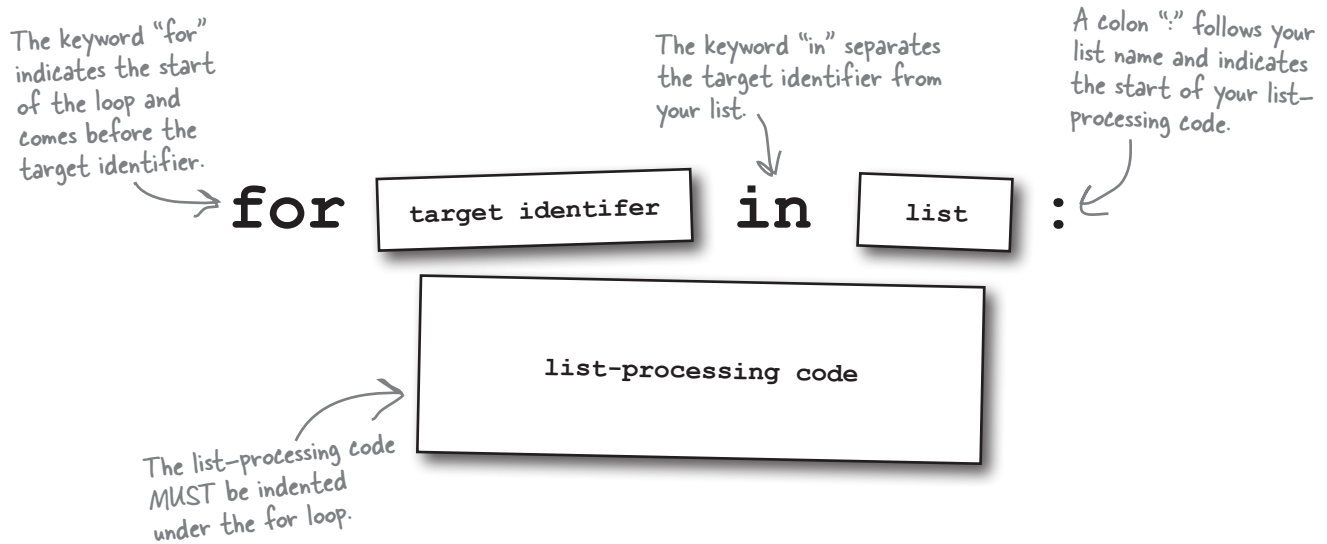 The keyword “for”
indicates the start
of the loop and
comes before the
target identifier.
The keyword “in” separates
the target identifier from
your list.
A colon “:” follows your
list name and indicates
the start of your list-
processing code.
for target identifer in list :
list-processing code
The list-processing code
MUST be indented
under the for loop.